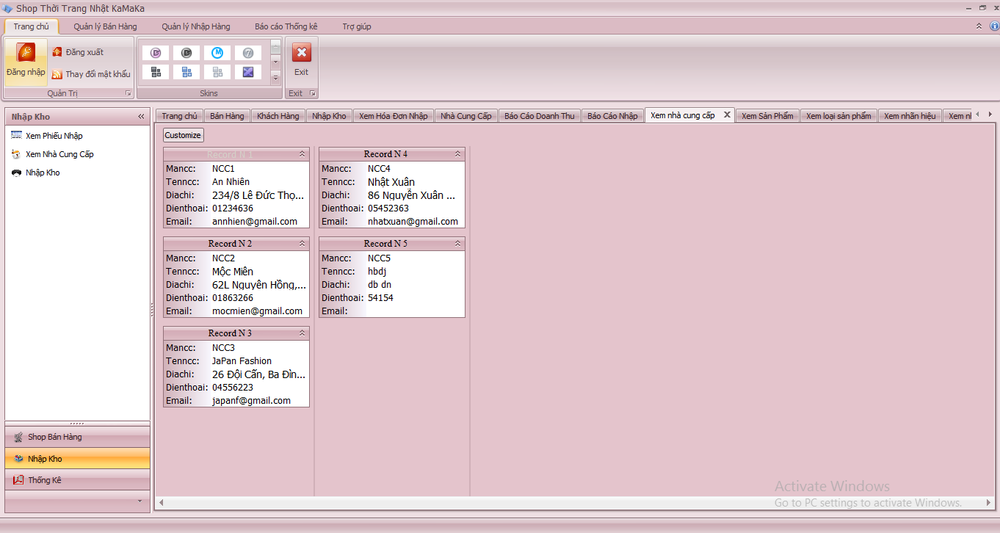 Shop Thời Trang Nhật KaMaKa
Trang chủ Quản lý Bán Hàng Quản lý Nhập Hàng Báo cáo Thống kê Trợ giúp
Đăng nhập
Đăng xuất
Thay đổi mật khẩu
Exit
Quản Trị Skins Exit
Nhập Kho
Xem Phiếu Nhập
Xem Nhà Cung Cấp
Nhập Kho
Shop Bán Hàng
Nhập Kho
Thống Kê
Trang chủ Bán Hàng Khách Hàng Nhập Kho Xem Hóa Đơn Nhập Nhà Cung Cấp Báo Cáo Doanh Thu Báo Cáo Nhập Xem nhà cung cấp X Xem Sản Phẩm Xem loại sản phẩm Xem nhãn hiệu Xem nl
Customize
Record N 1
Mancc: NCC1
Tenncc: An Nhiên
Diachi: 234/8 Lê Đức Thọ...
Dienthoai: 01234636
Email: annhien@gmail.com
Record N 2
Mancc: NCC2
Tenncc: Mộc Miên
Diachi: 62L Nguyên Hồng,...
Dienthoai: 01863266
Email: mocmien@gmail.com
Record N 3
Mancc: NCC3
Tenncc: JaPan Fashion
Diachi: 26 Đội Cấn, Ba Đìn...
Dienthoai: 04556223
Email: japanf@gmail.com
Record N 4
Mancc: NCC4
Tenncc: Nhật Xuân
Diachi: 86 Nguyễn Xuân ...
Dienthoai: 05452363
Email: nhatxuan@gmail.com
Record N 5
Mancc: NCC5
Tenncc: hbdj
Diachi: db dn
Dienthoai: 54154
Email:
Activate Windows
Go to PC settings to activate Windows.